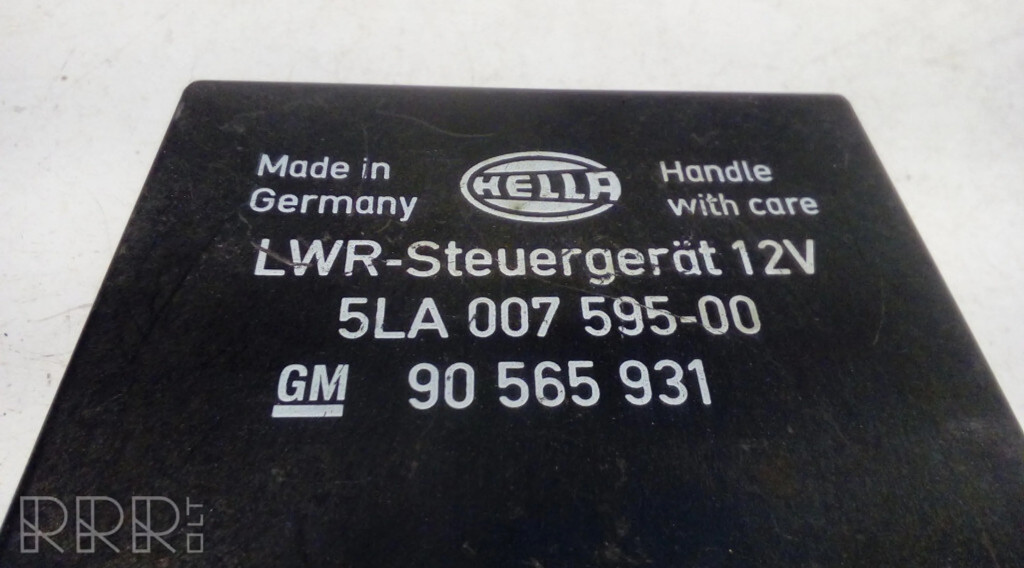 Made in Germany
HELLA
Handle with care
LWR-Steuergerät 12V
5LA 007 595-00
GM 90 565 931
RRR.LT